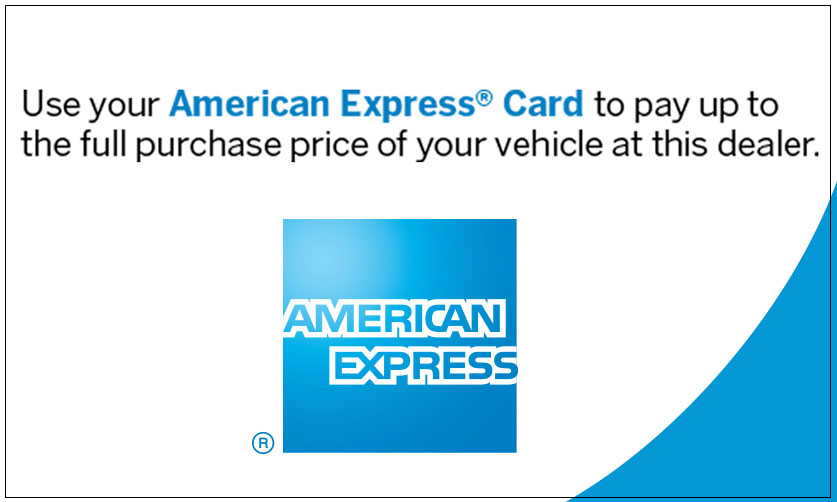 Use your American Express® Card to pay up to
the full purchase price of your vehicle at this dealer.
AMERICAN
EXPRESS
®